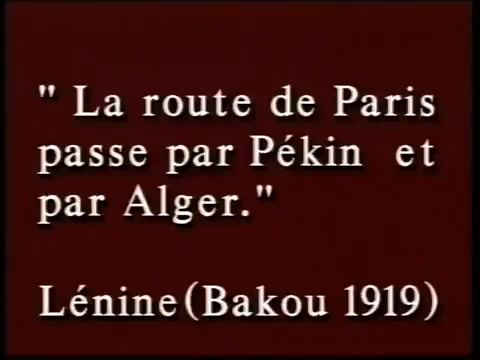 " La route de Paris
passe par Pékin et
par Alger."
Lénine(Bakou 1919)